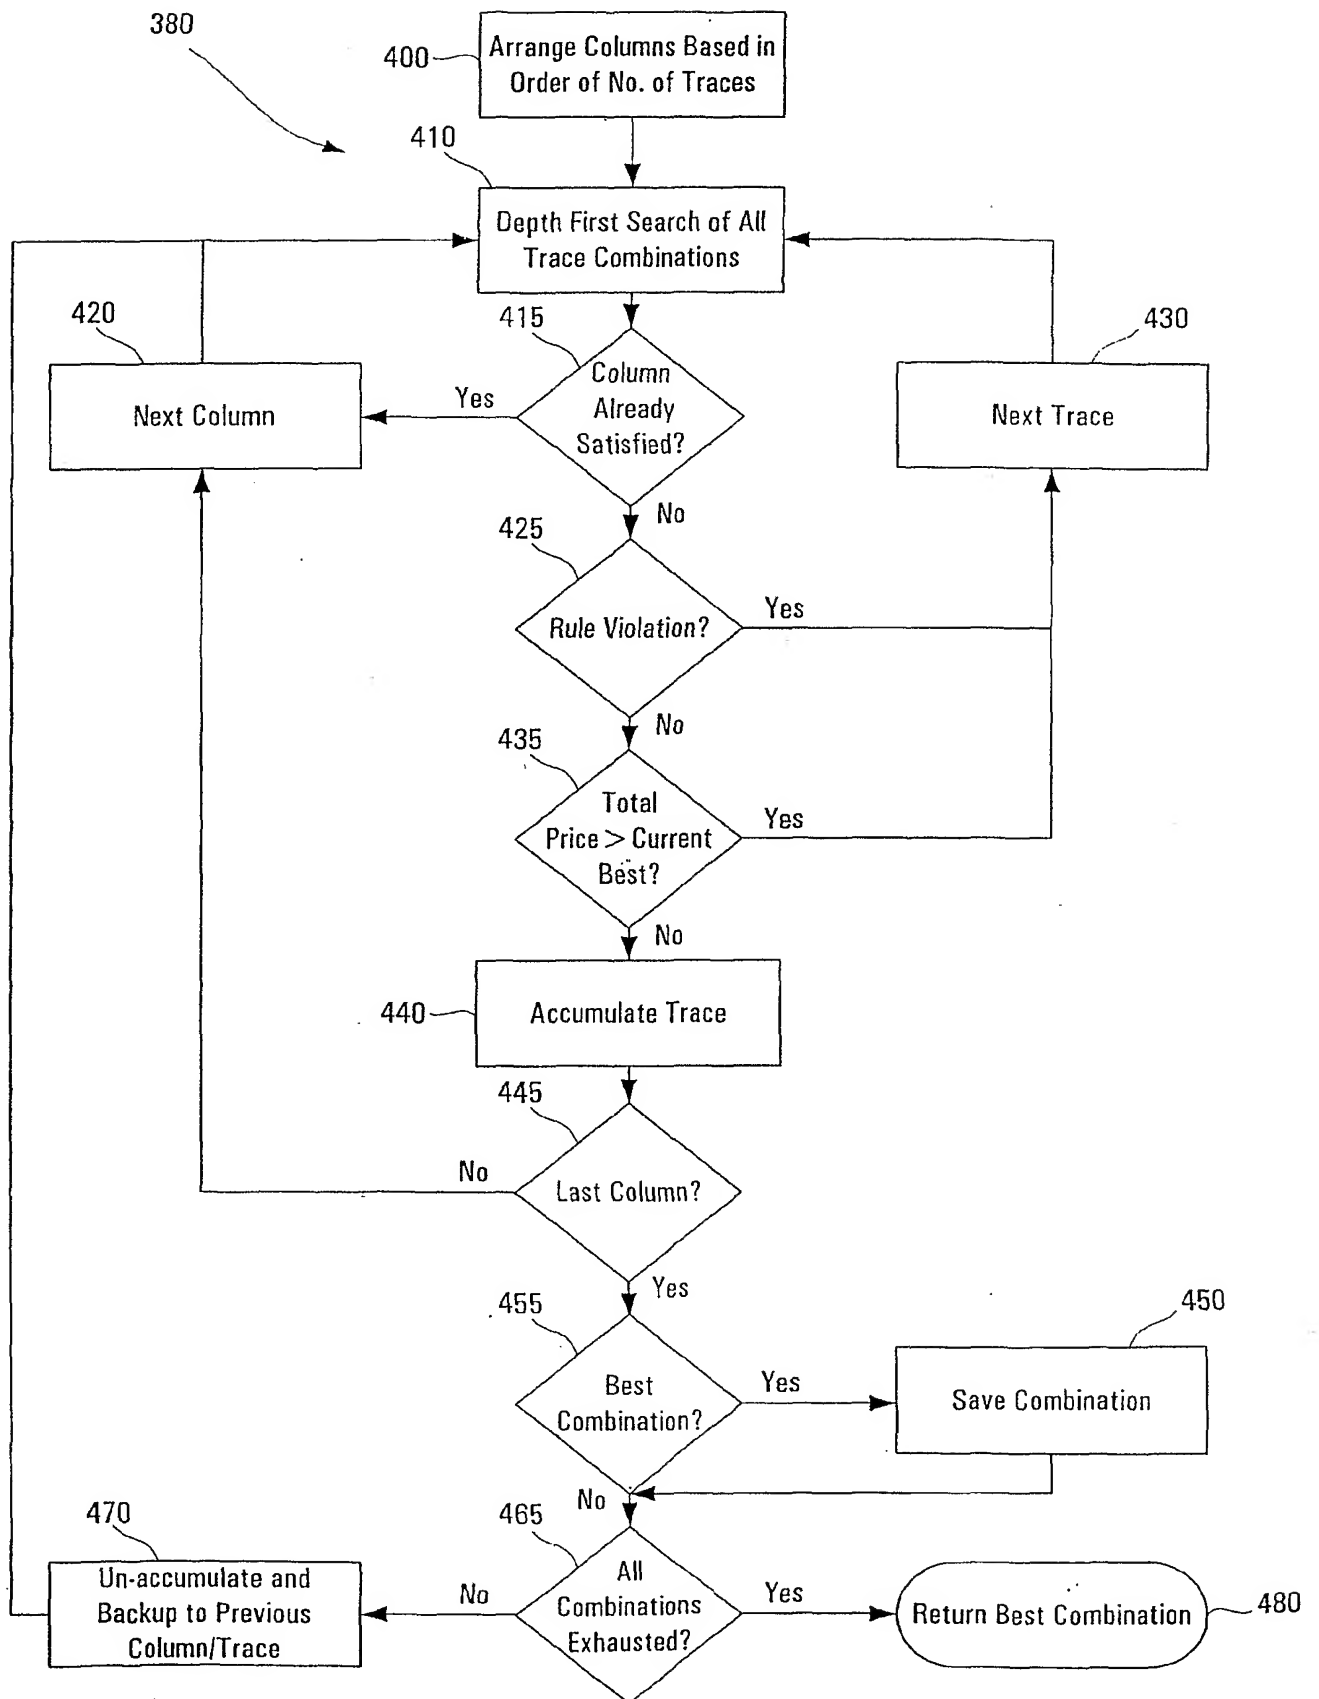 380
400
Arrange Columns Based in
Order of No. of Traces
410
Depth First Search of All
Trace Combinations
420
415
430
Next Column
Yes
Column
Already
Satisfied?
Next Trace
No
425
Rule Violation?
Yes
No
435
Total
Price > Current
Best?
Yes
No
440
Accumulate Trace
445
No
Last Column?
Yes
455
450
Best
Combination?
Yes
Save Combination
No
465
470
Un-accumulate and
Backup to Previous
Column/Trace
No
All
Combinations
Exhausted?
Yes
Return Best Combination
480